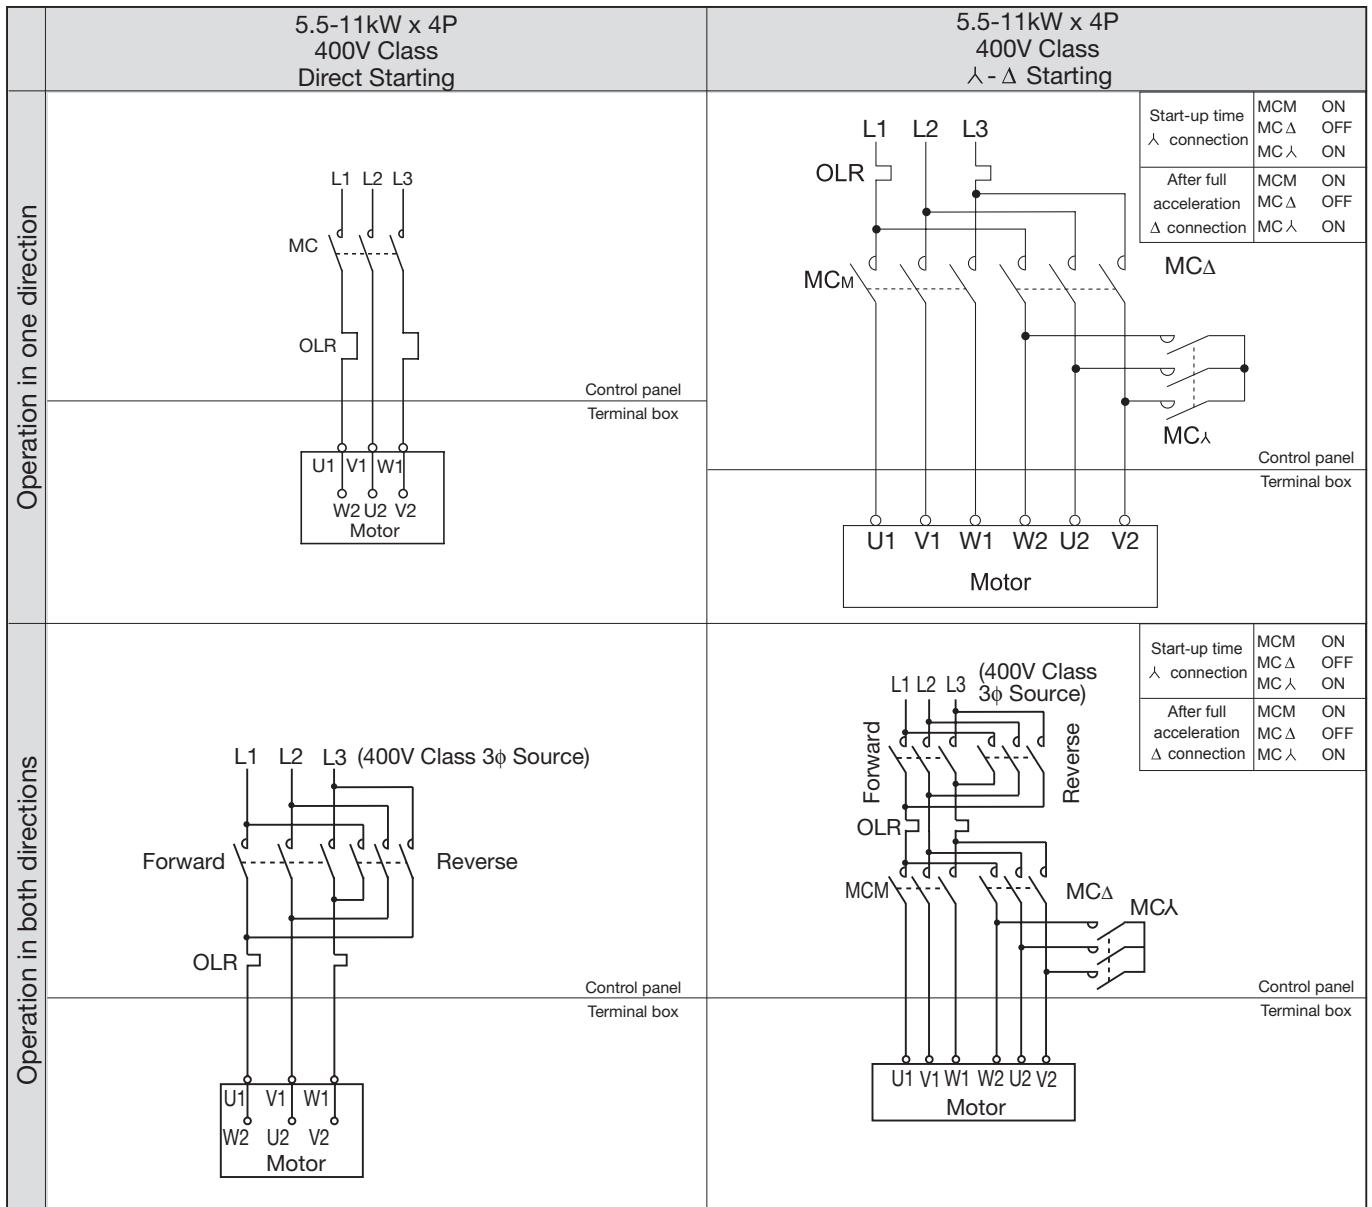 5.5-11kW x 4P
400V Class
Direct Starting
5.5-11kW x 4P
400V Class
⅄ - Δ Starting
Operation in one direction
L1 L2 L3
MC
OLR
Control panel
Terminal box
U1 V1 W1
W2 U2 V2
Motor
L1 L2 L3
OLR
MCM
MCΔ
MC⅄
Control panel
Terminal box
U1 V1 W1 W2 U2 V2
Motor
Start-up time
⅄ connection
MCM ON
MCΔ OFF
MC⅄ ON
After full
acceleration
Δ connection
MCM ON
MCΔ OFF
MC⅄ ON
Operation in both directions
L1 L2 L3 (400V Class 3ϕ Source)
Forward
Reverse
OLR
Control panel
Terminal box
U1 V1 W1
W2 U2 V2
Motor
(400V Class
L1 L2 L3 3ϕ Source)
Forward
Reverse
OLR
MCM
MCΔ
MC⅄
Control panel
Terminal box
U1 V1 W1 W2 U2 V2
Motor
Start-up time
⅄ connection
MCM ON
MCΔ OFF
MC⅄ ON
After full
acceleration
Δ connection
MCM ON
MCΔ OFF
MC⅄ ON